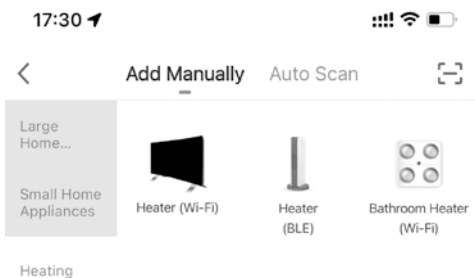 17:30
Add Manually Auto Scan
Large
Home...
Small Home
Appliances
Heating
Heater (Wi-Fi)
Heater
(BLE)
Bathroom Heater
(Wi-Fi)